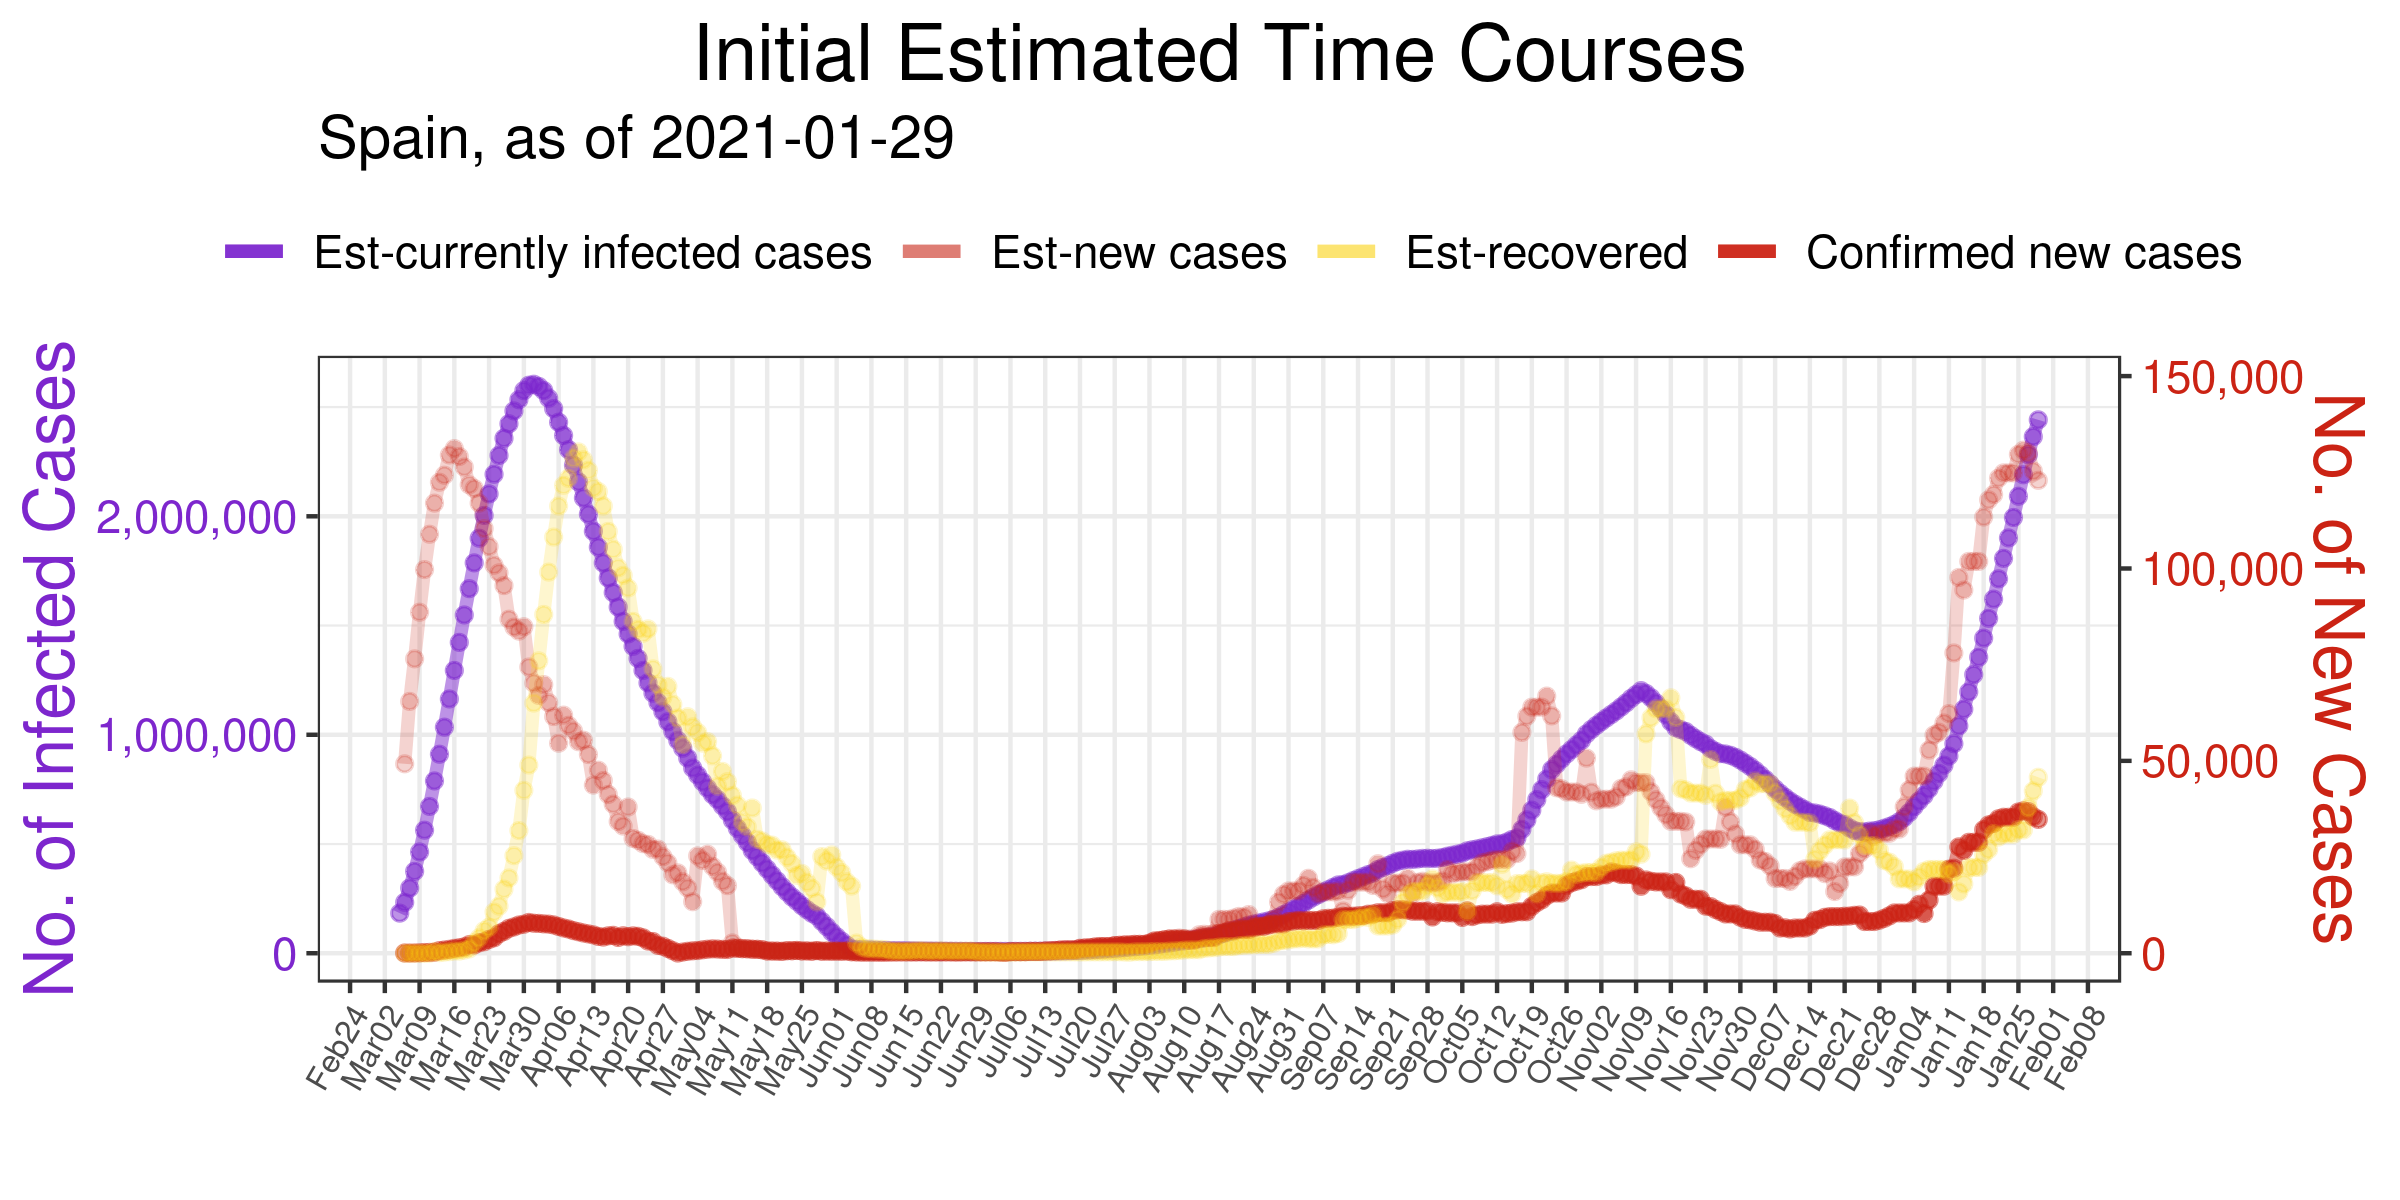 Initial Estimated Time Courses
Spain, as of 2021-01-29
Est-currently infected cases Est-new cases Est-recovered Confirmed new cases
No. of Infected Cases
2,000,000
1,000,000
0
150,000
100,000
50,000
0
No. of New Cases
Feb24 Mar02 Mar09 Mar16 Mar23 Mar30 Apr06 Apr13 Apr20 Apr27 May04 May11 May18 May25 Jun01 Jun08 Jun15 Jun22 Jun29 Jul06 Jul13 Jul20 Jul27 Aug03 Aug10 Aug17 Aug24 Aug31 Sep07 Sep14 Sep21 Sep28 Oct05 Oct12 Oct19 Oct26 Nov02 Nov09 Nov16 Nov23 Nov30 Dec07 Dec14 Dec21 Dec28 Jan04 Jan11 Jan18 Jan25 Feb01 Feb08